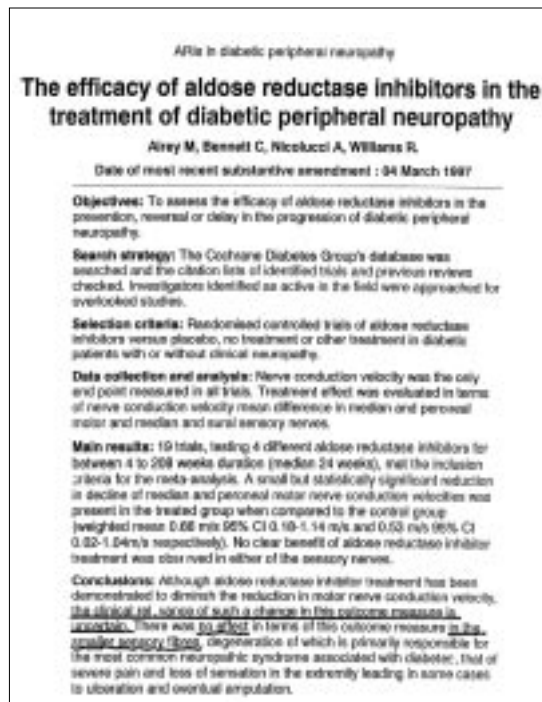 ARIs in diabetic peripheral neuropathy
The efficacy of aldose reductase inhibitors in the
treatment of diabetic peripheral neuropathy
Airey M, Bennett C, Nicolucci A, Williams R.
Date of most recent substantive amendment : 04 March 1997
Objectives: To assess the efficacy of aldose reductase inhibitors in the
prevention, reversal or delay in the progression of diabetic peripheral
neuropathy.
Search strategy: The Cochrane Diabetes Group's database was
searched and the citation lists of identified trials and previous reviews
checked. Investigators identified as active in the field were approached for
overlooked studies.
Selection criteria: Randomised controlled trials of aldose reductase
inhibitors versus placebo, no treatment or other treatment in diabetic
patients with or without clinical neuropathy.
Data collection and analysis: Nerve conduction velocity was the only
end point measured in all trials. Treatment effect was evaluated in terms
of nerve conduction velocity mean difference in median and peroneal
motor and median and sural sensory nerves.
Main results: 19 trials, testing 4 different aldose reductase inhibitors for
between 4 to 208 weeks duration (median 24 weeks), met the inclusion
criteria for the meta-analysis. A small but statistically significant reduction
in decline of median and peroneal motor nerve conduction velocities was
present in the treated group when compared to the control group
(weighted mean 0.66 m/s 95% CI 0.18-1.14 m/s and 0.53 m/s 95% CI
0.02-1.04m/s respectively). No clear benefit of aldose reductase inhibitor
treatment was observed in either of the sensory nerves.
Conclusions: Although aldose reductase inhibitor treatment has been
demonstrated to diminish the reduction in motor nerve conduction velocity,
the clinical of such a change in this outcome measure is
uncertain. There was no effect in terms of this outcome measure in the
smaller sensory fibres, degeneration of which is primarily responsible for
the most common neuropathic syndrome associated with diabetes, that of
severe pain and loss of sensation in the extremity leading in some cases
to ulceration and eventual amputation.